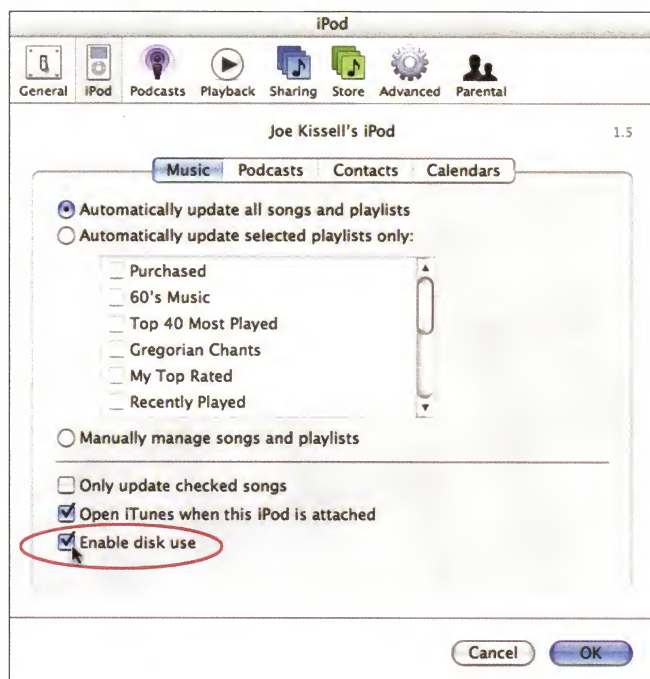 iPod
General iPod Podcasts Playback Sharing Store Advanced Parental
Joe Kissell's iPod 1.5
Music Podcasts Contacts Calendars
Automatically update all songs and playlists
Automatically update selected playlists only:
Purchased
60's Music
Top 40 Most Played
Gregorian Chants
My Top Rated
Recently Played
Manually manage songs and playlists
Only update checked songs
Open iTunes when this iPod is attached
Enable disk use
Cancel OK